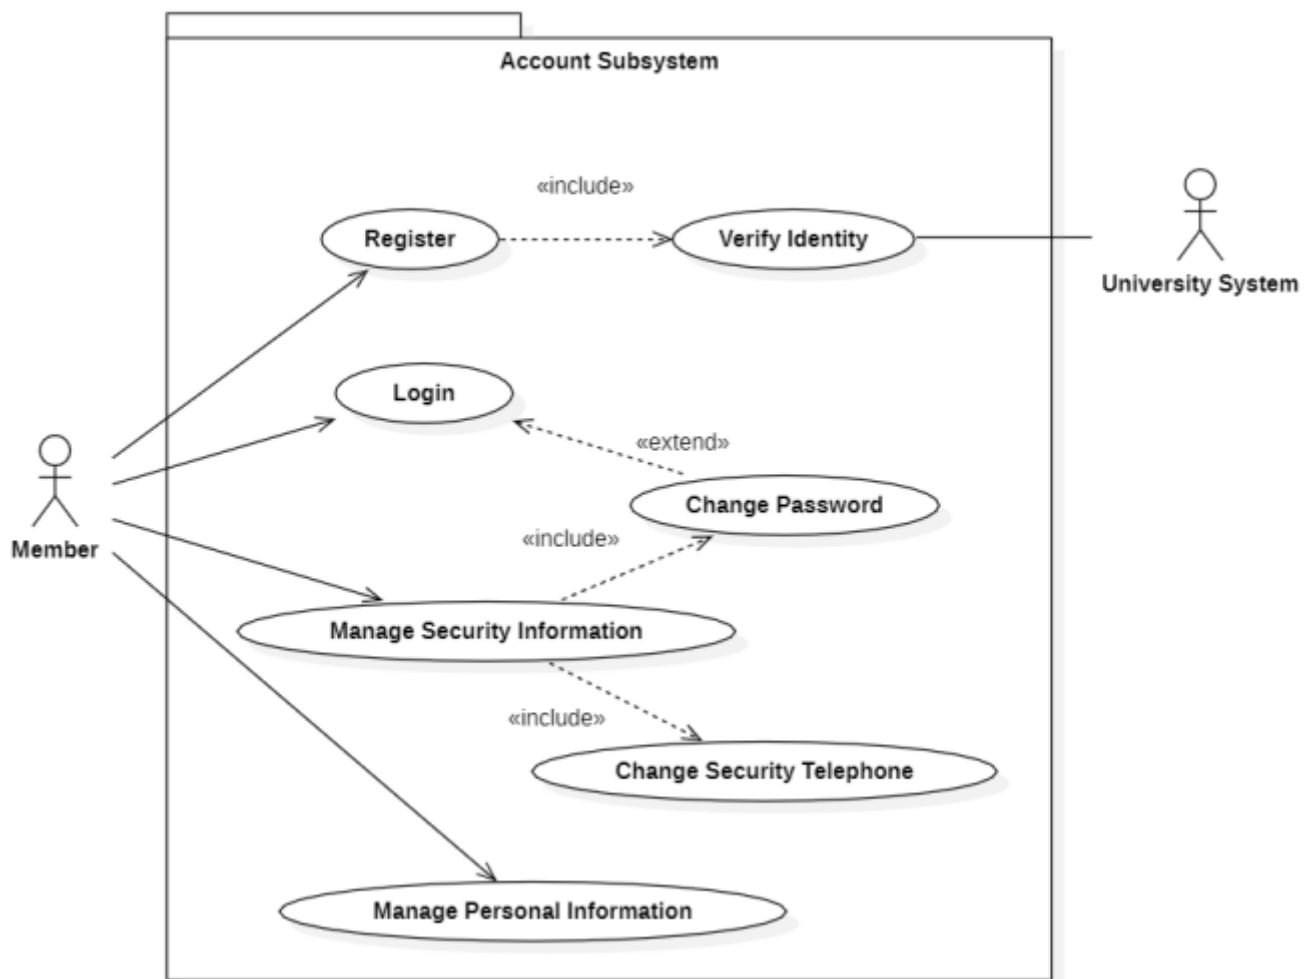 Account Subsystem
«include»
Register
Verify Identity
University System
Login
«extend»
Change Password
Member
«include»
Manage Security Information
«include»
Change Security Telephone
Manage Personal Information